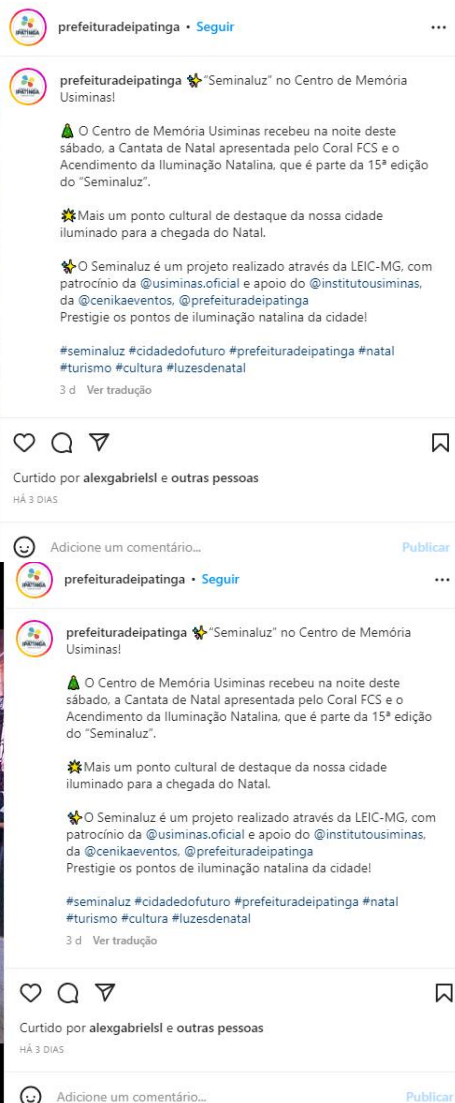 prefeituradeipatinga • Seguir
prefeituradeipatinga ✨"Seminaluz" no Centro de Memória
Usiminas!
🎄 O Centro de Memória Usiminas recebeu na noite deste
sábado, a Cantata de Natal apresentada pelo Coral FCS e o
Acendimento da Iluminação Natalina, que é parte da 15ª edição
do "Seminaluz".
🌟Mais um ponto cultural de destaque da nossa cidade
iluminado para a chegada do Natal.
✨O Seminaluz é um projeto realizado através da LEIC-MG, com
patrocínio da @usiminas.oficial e apoio do @institutousiminas,
da @cenikaeventos, @prefeituradeipatinga
Prestigie os pontos de iluminação natalina da cidade!
#seminaluz #cidadedofuturo #prefeituradeipatinga #natal
#turismo #cultura #luzesdenatal
3 d Ver tradução
Curtido por alexgabrielsl e outras pessoas
HÁ 3 DIAS
Adicione um comentário... Publicar
prefeituradeipatinga • Seguir
prefeituradeipatinga ✨"Seminaluz" no Centro de Memória
Usiminas!
🎄 O Centro de Memória Usiminas recebeu na noite deste
sábado, a Cantata de Natal apresentada pelo Coral FCS e o
Acendimento da Iluminação Natalina, que é parte da 15ª edição
do "Seminaluz".
🌟Mais um ponto cultural de destaque da nossa cidade
iluminado para a chegada do Natal.
✨O Seminaluz é um projeto realizado através da LEIC-MG, com
patrocínio da @usiminas.oficial e apoio do @institutousiminas,
da @cenikaeventos, @prefeituradeipatinga
Prestigie os pontos de iluminação natalina da cidade!
#seminaluz #cidadedofuturo #prefeituradeipatinga #natal
#turismo #cultura #luzesdenatal
3 d Ver tradução
Curtido por alexgabrielsl e outras pessoas
HÁ 3 DIAS
Adicione um comentário... Publicar